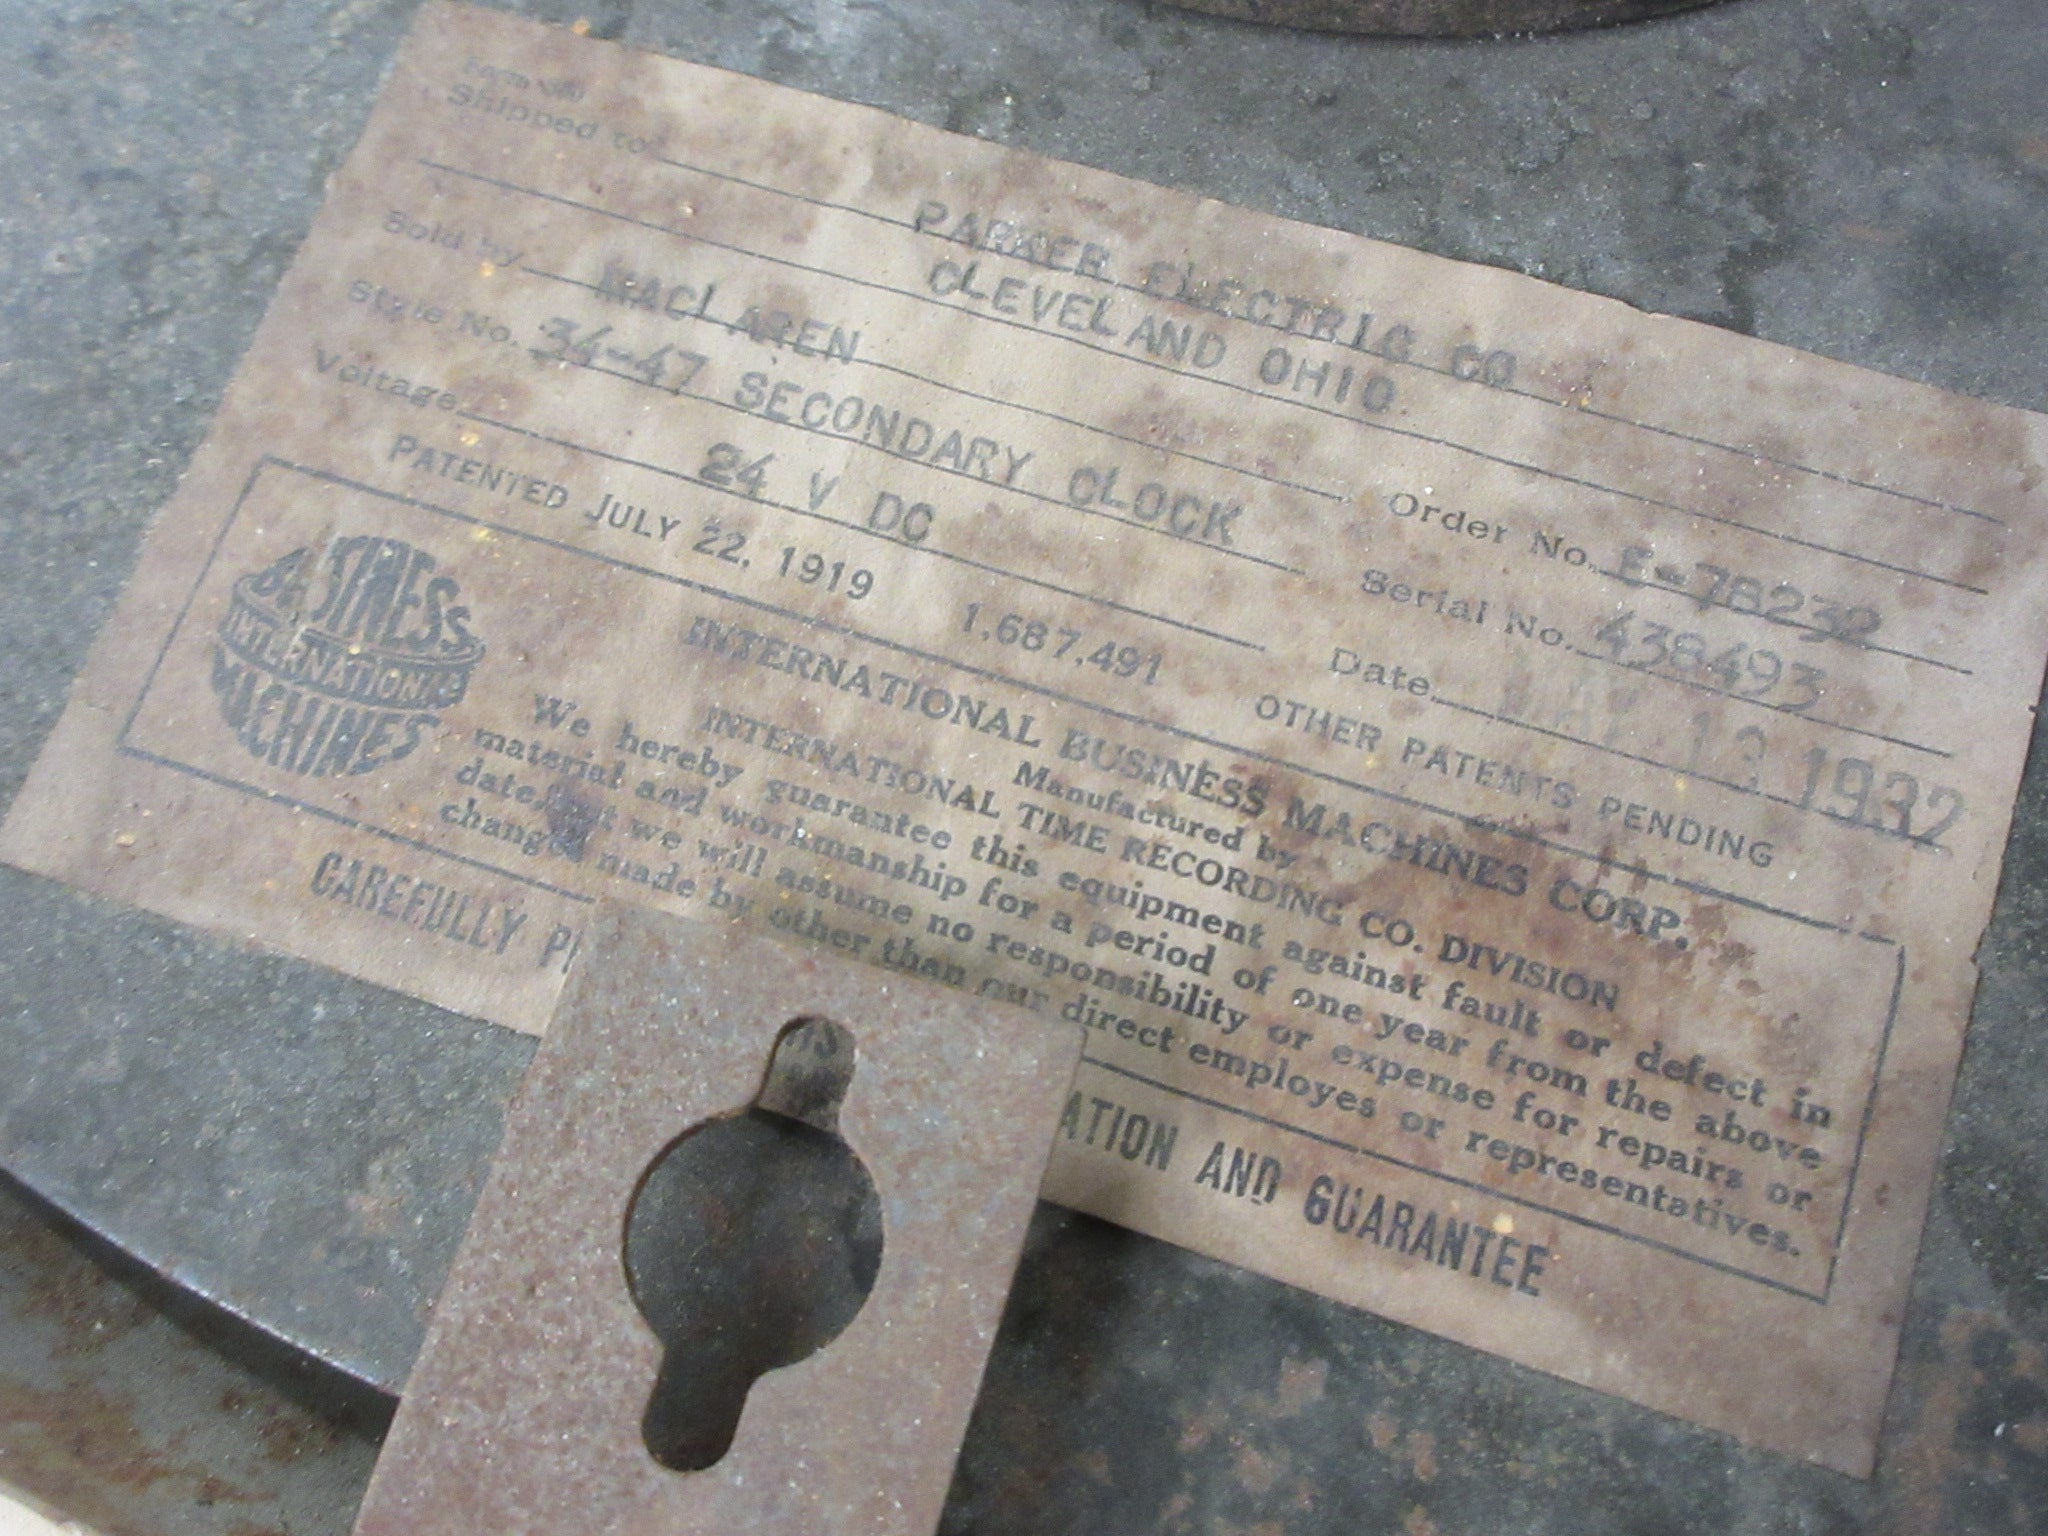 Shipped to PARKER ELECTRIC CO
CLEVELAND OHIO
Sold by MACLAREN Order No. E-78232
Style No. 34-47 SECONDARY CLOCK Serial No. 438493
Voltage 24 V DC Date 1932
PATENTED JULY 22, 1919 1,687,491 OTHER PATENTS PENDING
BUSINESS
INTERNATIONAL
MACHINES
INTERNATIONAL BUSINESS MACHINES CORP.
Manufactured by
INTERNATIONAL TIME RECORDING CO. DIVISION
We hereby guarantee this equipment against fault or defect in
material and workmanship for a period of one year from the above
date, but we will assume no responsibility or expense for repairs or
changes made by other than our direct employes or representatives.
CAREFULLY ATION AND GUARANTEE